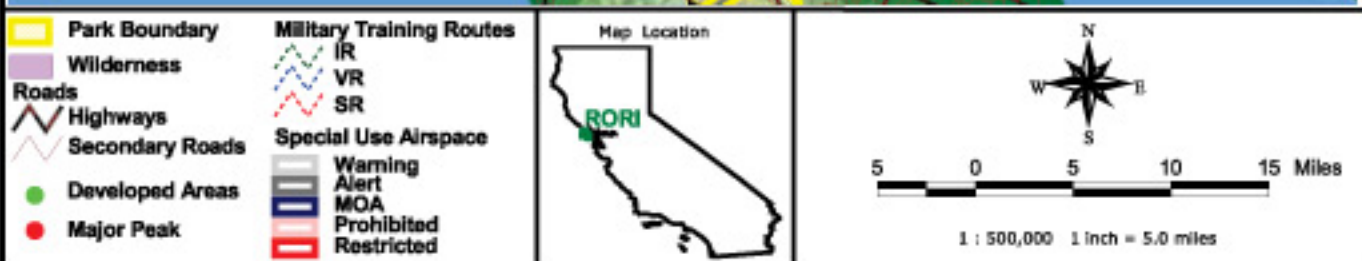 Park Boundary
Wilderness
Roads
Highways
Secondary Roads
Developed Areas
Major Peak
Military Training Routes
IR
VR
SR
Special Use Airspace
Warning
Alert
MOA
Prohibited
Restricted
Map Location
RORI
N
W E
S
5 0 5 10 15 Miles
1 : 500,000 1 inch = 5.0 miles